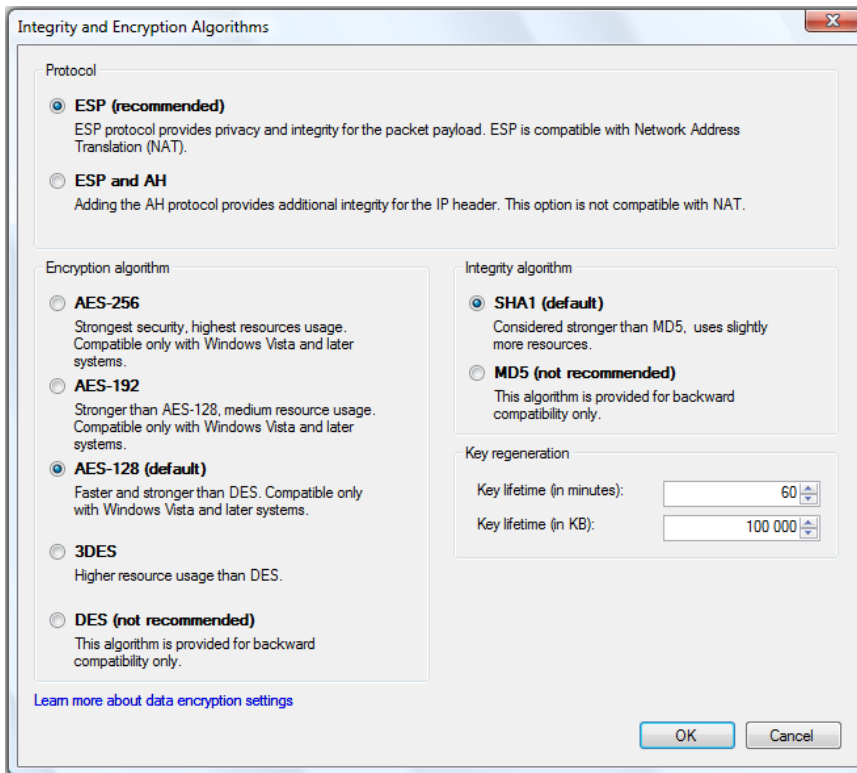 Integrity and Encryption Algorithms
Protocol
ESP (recommended)
ESP protocol provides privacy and integrity for the packet payload. ESP is compatible with Network Address
Translation (NAT).
ESP and AH
Adding the AH protocol provides additional integrity for the IP header. This option is not compatible with NAT.
Encryption algorithm
AES-256
Strongest security, highest resources usage.
Compatible only with Windows Vista and later
systems.
AES-192
Stronger than AES-128, medium resource usage.
Compatible only with Windows Vista and later
systems.
AES-128 (default)
Faster and stronger than DES. Compatible only
with Windows Vista and later systems.
3DES
Higher resource usage than DES.
DES (not recommended)
This algorithm is provided for backward
compatibility only.
Integrity algorithm
SHA1 (default)
Considered stronger than MD5, uses slightly
more resources.
MD5 (not recommended)
This algorithm is provided for backward
compatibility only.
Key regeneration
Key lifetime (in minutes): 60
Key lifetime (in KB): 100 000
Learn more about data encryption settings
OK Cancel